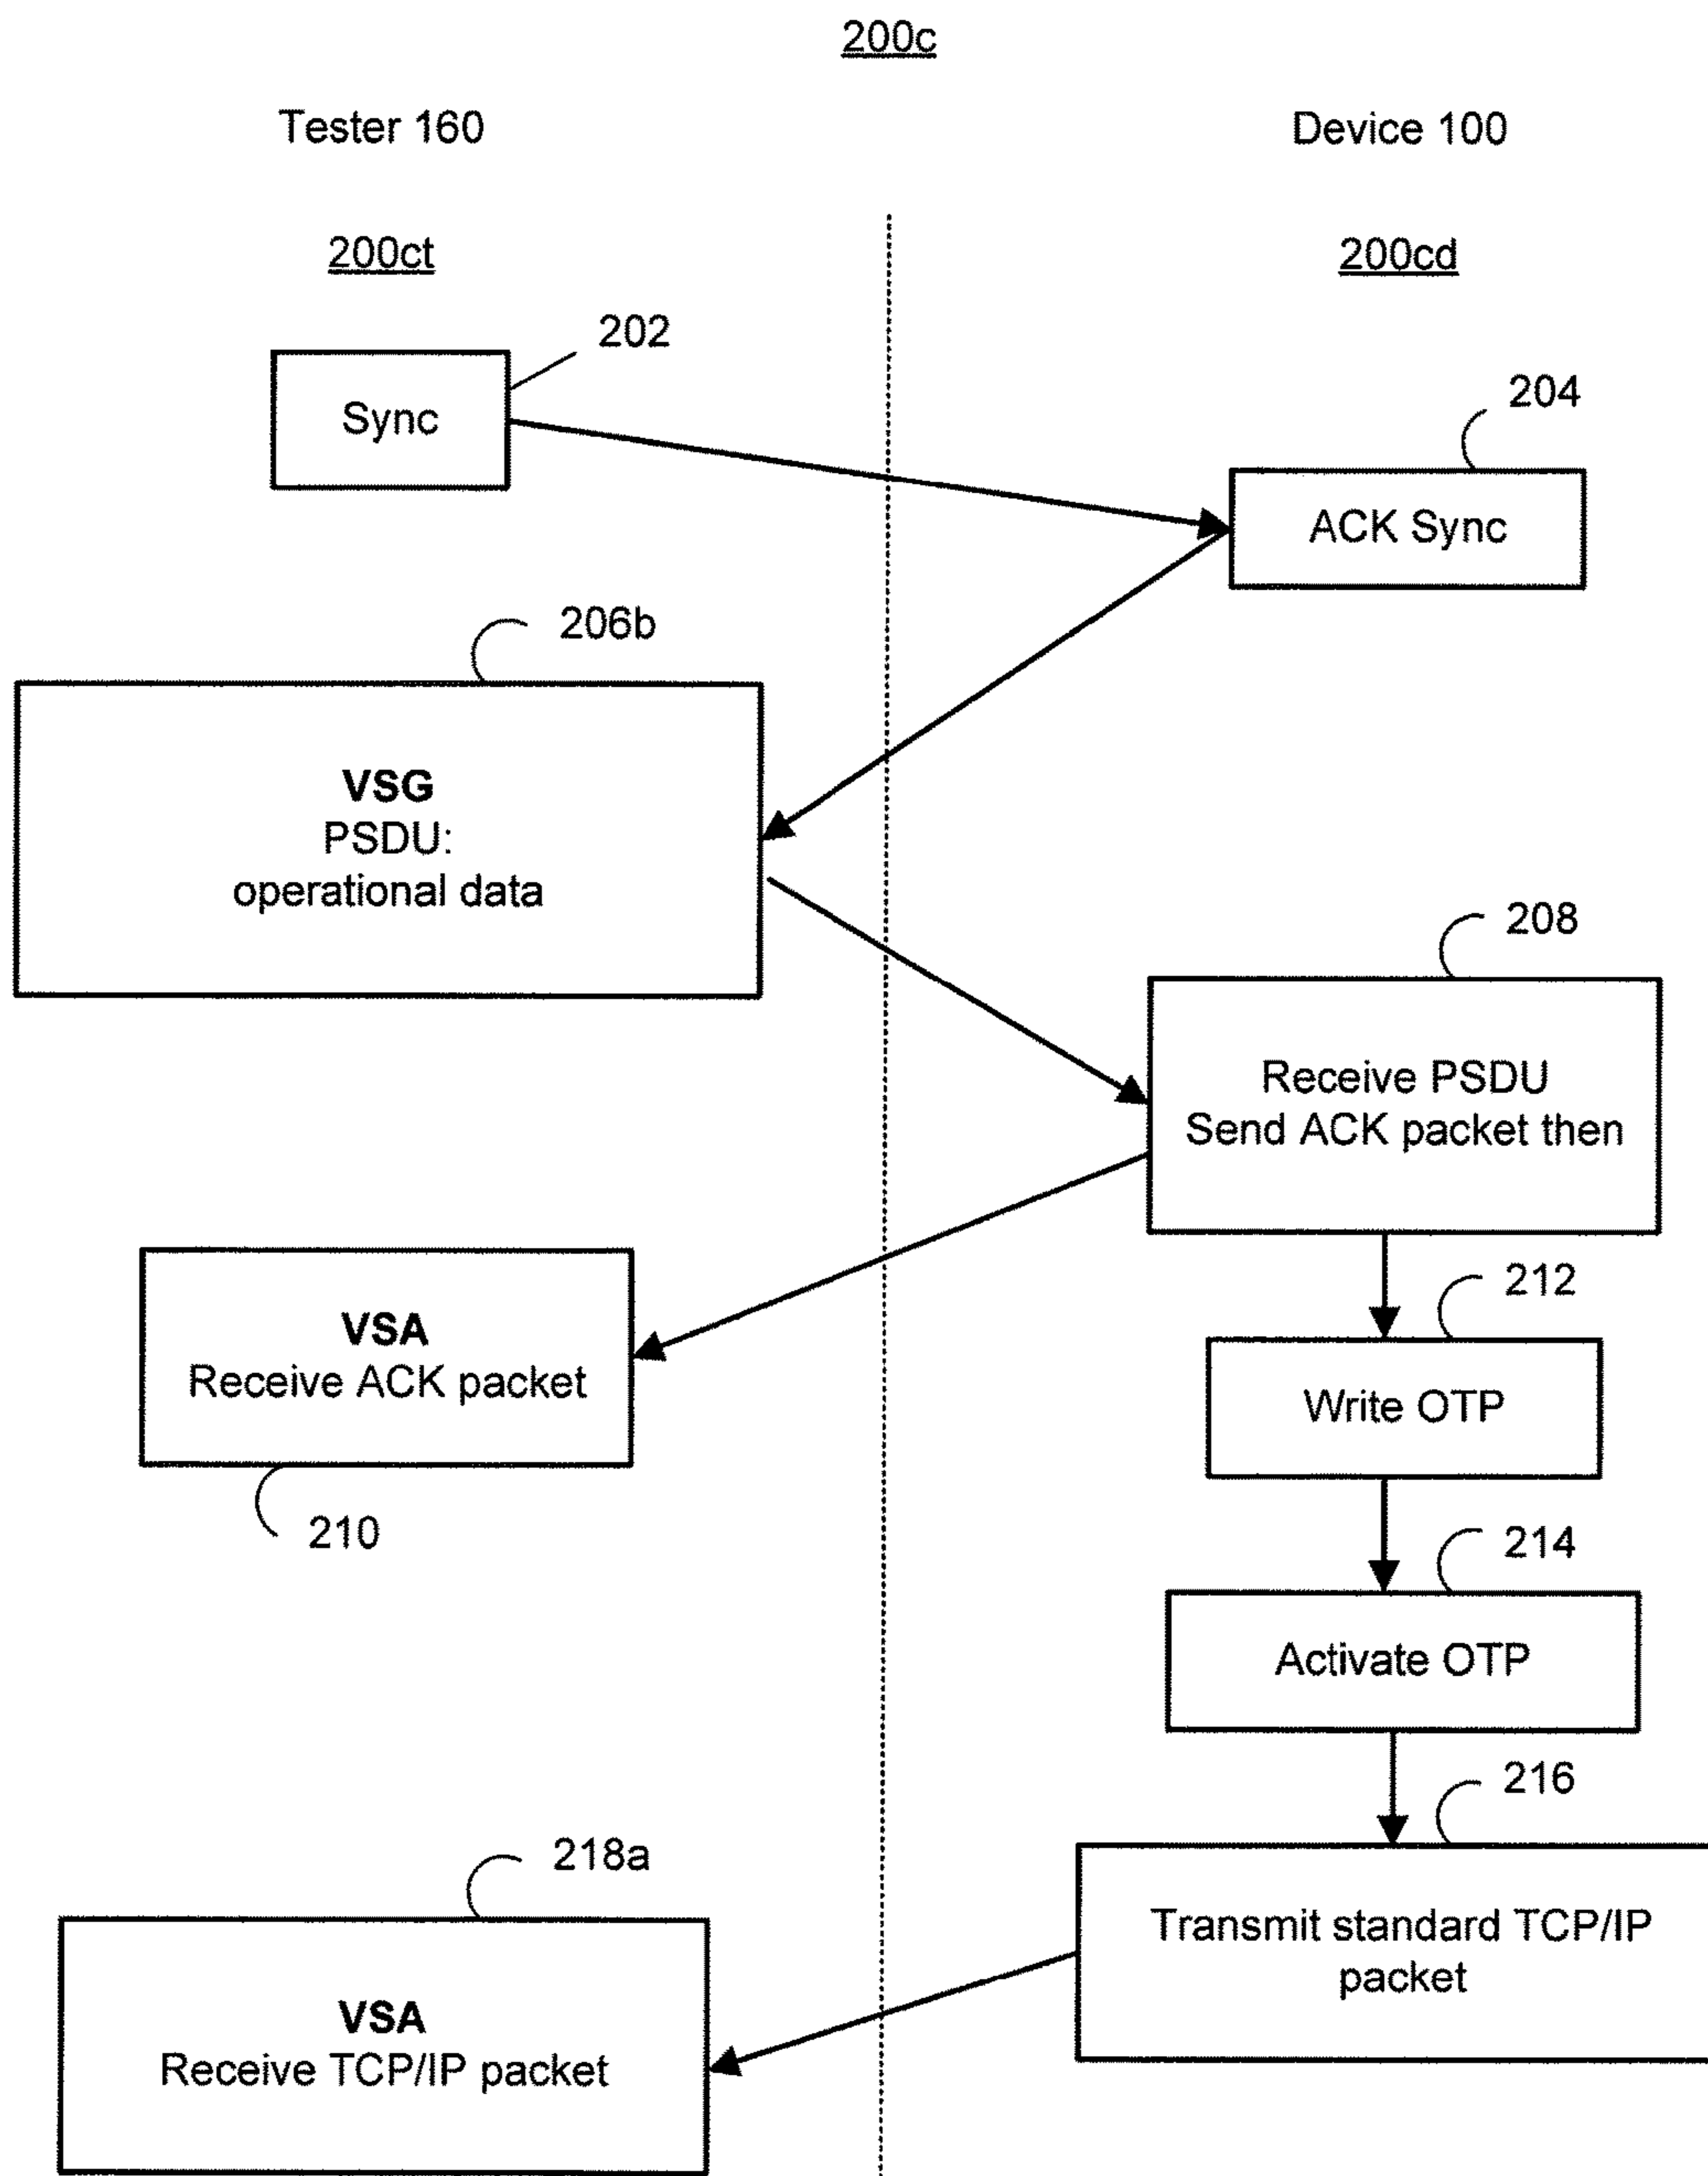 200c
Tester 160
Device 100
200ct
200cd
202
Sync
204
ACK Sync
206b
VSG
PSDU:
operational data
208
Receive PSDU
Send ACK packet then
VSA
Receive ACK packet
210
212
Write OTP
214
Activate OTP
216
Transmit standard TCP/IP
packet
218a
VSA
Receive TCP/IP packet